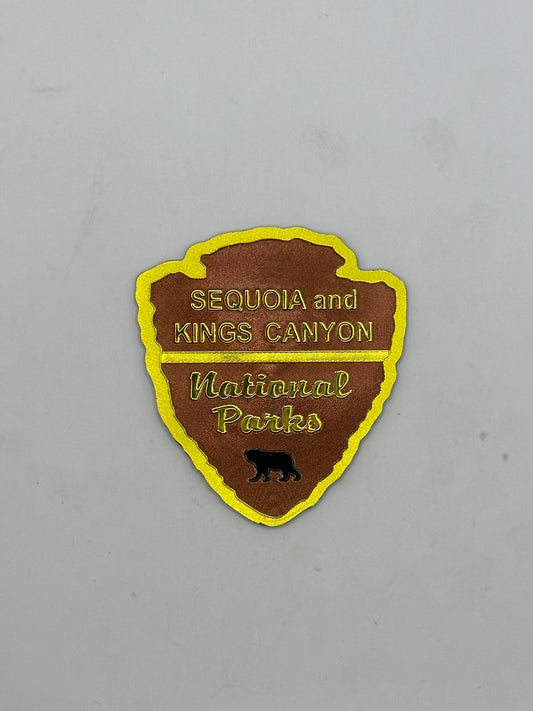 SEQUOIA and
KINGS CANYON
National
Parks